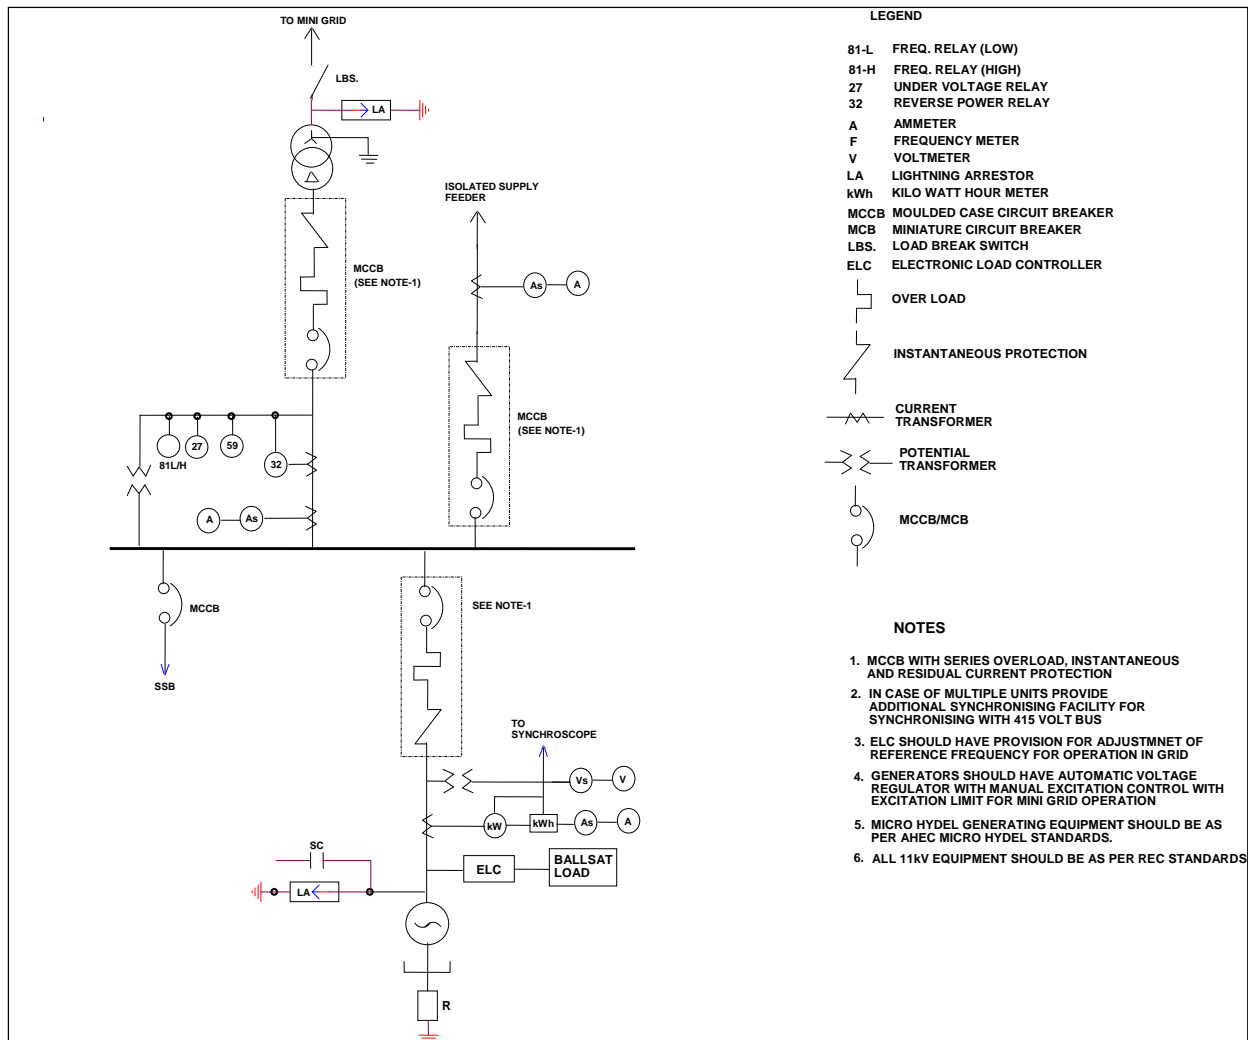 TO MINI GRID
LBS.
LA
ISOLATED SUPPLY
FEEDER
MCCB
(SEE NOTE-1)
As
A
MCCB
(SEE NOTE-1)
27
59
32
81L/H
A
As
MCCB
SSB
SEE NOTE-1
TO
SYNCHROSCOPE
Vs
V
kW
kWh
As
A
SC
LA
ELC
BALLSAT
LOAD
R
LEGEND
81-L FREQ. RELAY (LOW)
81-H FREQ. RELAY (HIGH)
27 UNDER VOLTAGE RELAY
32 REVERSE POWER RELAY
A AMMETER
F FREQUENCY METER
V VOLTMETER
LA LIGHTNING ARRESTOR
kWh KILO WATT HOUR METER
MCCB MOULDED CASE CIRCUIT BREAKER
MCB MINIATURE CIRCUIT BREAKER
LBS. LOAD BREAK SWITCH
ELC ELECTRONIC LOAD CONTROLLER
OVER LOAD
INSTANTANEOUS PROTECTION
CURRENT
TRANSFORMER
POTENTIAL
TRANSFORMER
MCCB/MCB
NOTES
1. MCCB WITH SERIES OVERLOAD, INSTANTANEOUS
AND RESIDUAL CURRENT PROTECTION
2. IN CASE OF MULTIPLE UNITS PROVIDE
ADDITIONAL SYNCHRONISING FACILITY FOR
SYNCHRONISING WITH 415 VOLT BUS
3. ELC SHOULD HAVE PROVISION FOR ADJUSTMNET OF
REFERENCE FREQUENCY FOR OPERATION IN GRID
4. GENERATORS SHOULD HAVE AUTOMATIC VOLTAGE
REGULATOR WITH MANUAL EXCITATION CONTROL WITH
EXCITATION LIMIT FOR MINI GRID OPERATION
5. MICRO HYDEL GENERATING EQUIPMENT SHOULD BE AS
PER AHEC MICRO HYDEL STANDARDS.
6. ALL 11kV EQUIPMENT SHOULD BE AS PER REC STANDARDS